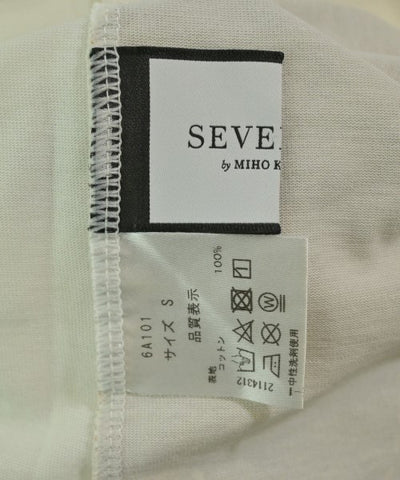 SEVE
by MIHO K
6A101
サイズ S
品質表示
表地 コットン 100%
2114312
中性洗剤使用